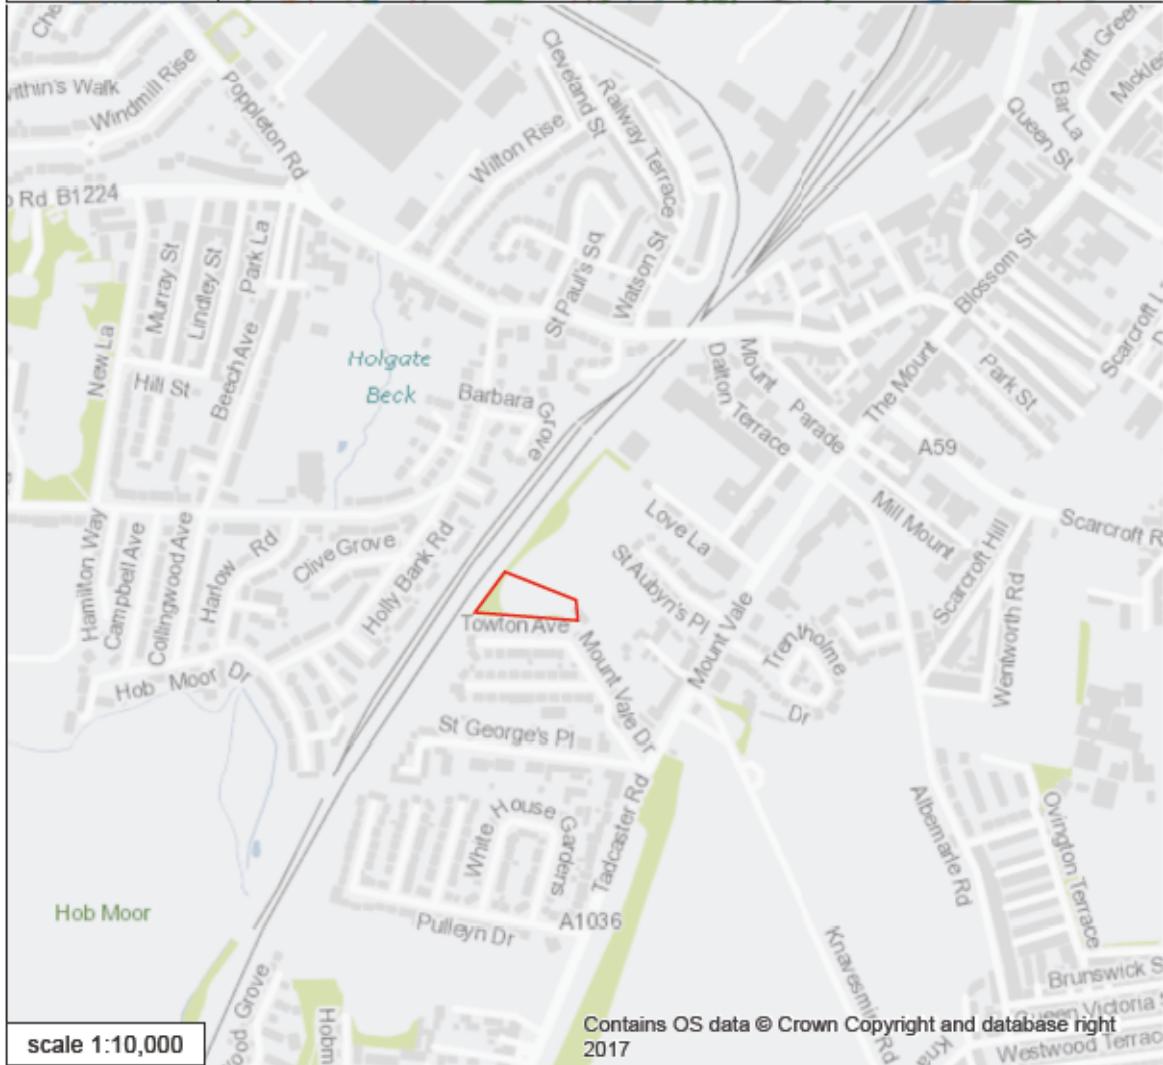 Toft Green
Bar La
Queen St
Cleveland St
Railway Terrace
Windmill Rise
Poppleton Rd
Wilton Rise
Rd B1224
Murray St
Lindley St
Park La
St Paul's Sq
Watson St
Blossom St
New La
Hill St
Beech Ave
Holgate
Beck
Barbara Grove
Dalton Terrace
Mount Parade
The Mount
Park St
A59
Mill Mount
Scarcroft Hill
Love La
St Aubyn's Pl
Hamilton Way
Campbell Ave
Collingwood Ave
Harlow Rd
Clive Grove
Holly Bank Rd
Wentworth Rd
Towton Ave
Mount Vale
Trentholme Dr
Mount Vale Dr
Hob Moor Dr
St George's Pl
White House Gardens
Tadcaster Rd
Albemarle Rd
Ovington Terrace
Hob Moor
Pulleyn Dr
A1036
Knavesmire Rd
Brunswick S
Queen Victoria
Westwood Terrac
scale 1:10,000
Contains OS data © Crown Copyright and database right
2017